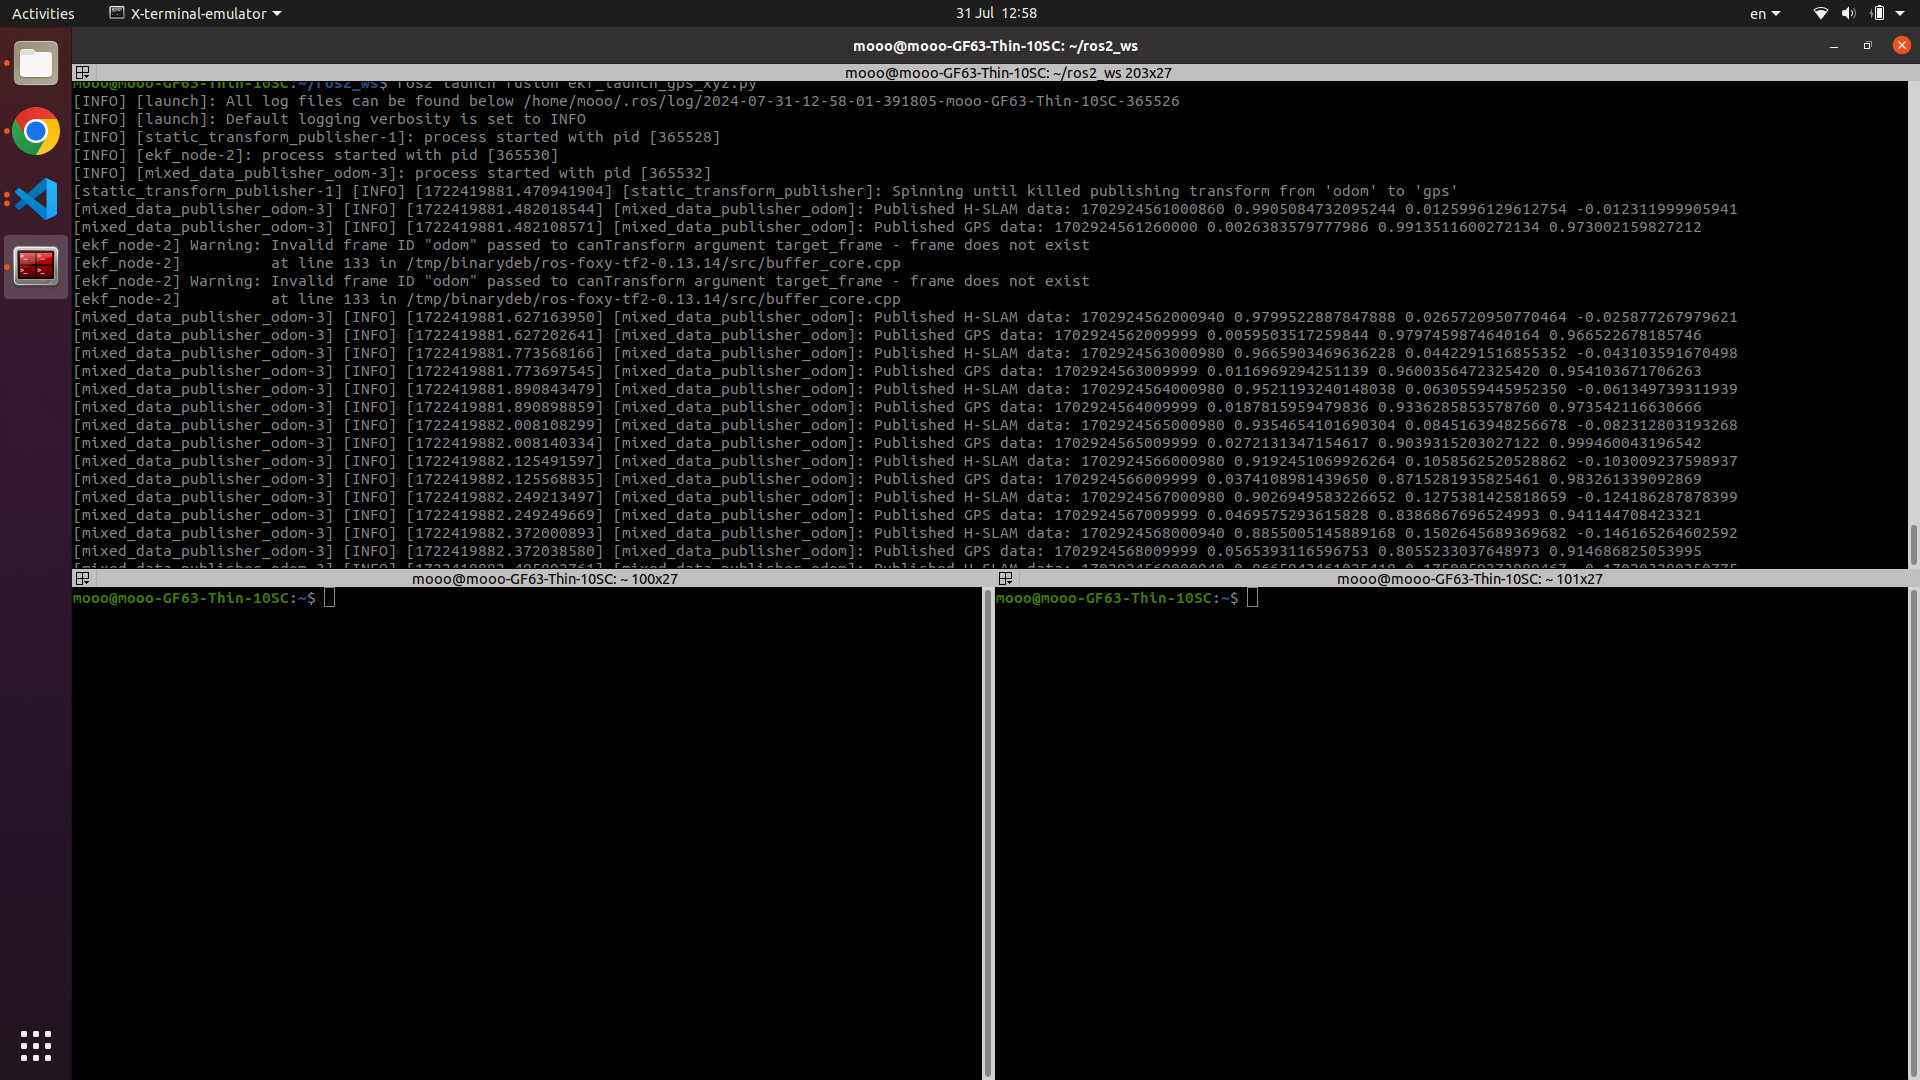 Activities
X-terminal-emulator
31 Jul 12:58
en
mooo@mooo-GF63-Thin-10SC: ~/ros2_ws
mooo@mooo-GF63-Thin-10SC: ~/ros2_ws 203x27
mooo@mooo-GF63-Thin-10SC:~/ros2_ws$ ros2 launch fusion ekf_launch_gps_xyz.py
[INFO] [launch]: All log files can be found below /home/mooo/.ros/log/2024-07-31-12-58-01-391805-mooo-GF63-Thin-10SC-365526
[INFO] [launch]: Default logging verbosity is set to INFO
[INFO] [static_transform_publisher-1]: process started with pid [365528]
[INFO] [ekf_node-2]: process started with pid [365530]
[INFO] [mixed_data_publisher_odom-3]: process started with pid [365532]
[static_transform_publisher-1] [INFO] [1722419881.470941904] [static_transform_publisher]: Spinning until killed publishing transform from 'odom' to 'gps'
[mixed_data_publisher_odom-3] [INFO] [1722419881.482018544] [mixed_data_publisher_odom]: Published H-SLAM data: 1702924561000860 0.9905084732095244 0.0125996129612754 -0.012311999905941
[mixed_data_publisher_odom-3] [INFO] [1722419881.482108571] [mixed_data_publisher_odom]: Published GPS data: 1702924561260000 0.0026383579777986 0.9913511600272134 0.973002159827212
[ekf_node-2] Warning: Invalid frame ID "odom" passed to canTransform argument target_frame - frame does not exist
[ekf_node-2]          at line 133 in /tmp/binarydeb/ros-foxy-tf2-0.13.14/src/buffer_core.cpp
[ekf_node-2] Warning: Invalid frame ID "odom" passed to canTransform argument target_frame - frame does not exist
[ekf_node-2]          at line 133 in /tmp/binarydeb/ros-foxy-tf2-0.13.14/src/buffer_core.cpp
[mixed_data_publisher_odom-3] [INFO] [1722419881.627163950] [mixed_data_publisher_odom]: Published H-SLAM data: 1702924562000940 0.9799522887847888 0.0265720950770464 -0.025877267979621
[mixed_data_publisher_odom-3] [INFO] [1722419881.627202641] [mixed_data_publisher_odom]: Published GPS data: 1702924562009999 0.0059503517259844 0.9797459874640164 0.966522678185746
[mixed_data_publisher_odom-3] [INFO] [1722419881.773568166] [mixed_data_publisher_odom]: Published H-SLAM data: 1702924563000980 0.9665903469636228 0.0442291516855352 -0.043103591670498
[mixed_data_publisher_odom-3] [INFO] [1722419881.773697545] [mixed_data_publisher_odom]: Published GPS data: 1702924563009999 0.0116969294251139 0.9600356472325420 0.954103671706263
[mixed_data_publisher_odom-3] [INFO] [1722419881.890843479] [mixed_data_publisher_odom]: Published H-SLAM data: 1702924564000980 0.9521193240148038 0.0630559445952350 -0.061349739311939
[mixed_data_publisher_odom-3] [INFO] [1722419881.890898859] [mixed_data_publisher_odom]: Published GPS data: 1702924564009999 0.0187815959479836 0.9336285853578760 0.973542116630666
[mixed_data_publisher_odom-3] [INFO] [1722419882.008108299] [mixed_data_publisher_odom]: Published H-SLAM data: 1702924565000980 0.9354654101690304 0.0845163948256678 -0.082312803193268
[mixed_data_publisher_odom-3] [INFO] [1722419882.008140334] [mixed_data_publisher_odom]: Published GPS data: 1702924565009999 0.0272131347154617 0.9039315203027122 0.999460043196542
[mixed_data_publisher_odom-3] [INFO] [1722419882.125491597] [mixed_data_publisher_odom]: Published H-SLAM data: 1702924566000980 0.9192451069926264 0.1058562520528862 -0.103009237598937
[mixed_data_publisher_odom-3] [INFO] [1722419882.125568835] [mixed_data_publisher_odom]: Published GPS data: 1702924566009999 0.0374108981439650 0.8715281935825461 0.983261339092869
[mixed_data_publisher_odom-3] [INFO] [1722419882.249213497] [mixed_data_publisher_odom]: Published H-SLAM data: 1702924567000980 0.9026949583226652 0.1275381425818659 -0.124186287878399
[mixed_data_publisher_odom-3] [INFO] [1722419882.249249669] [mixed_data_publisher_odom]: Published GPS data: 1702924567009999 0.0469575293615828 0.8386867696524993 0.941144708423321
[mixed_data_publisher_odom-3] [INFO] [1722419882.372000893] [mixed_data_publisher_odom]: Published H-SLAM data: 1702924568000940 0.8855005145889168 0.1502645689369682 -0.146165264602592
[mixed_data_publisher_odom-3] [INFO] [1722419882.372038580] [mixed_data_publisher_odom]: Published GPS data: 1702924568009999 0.0565393116596753 0.8055233037648973 0.914686825053995
mooo@mooo-GF63-Thin-10SC: ~ 100x27
mooo@mooo-GF63-Thin-10SC:~$
mooo@mooo-GF63-Thin-10SC: ~ 101x27
mooo@mooo-GF63-Thin-10SC:~$